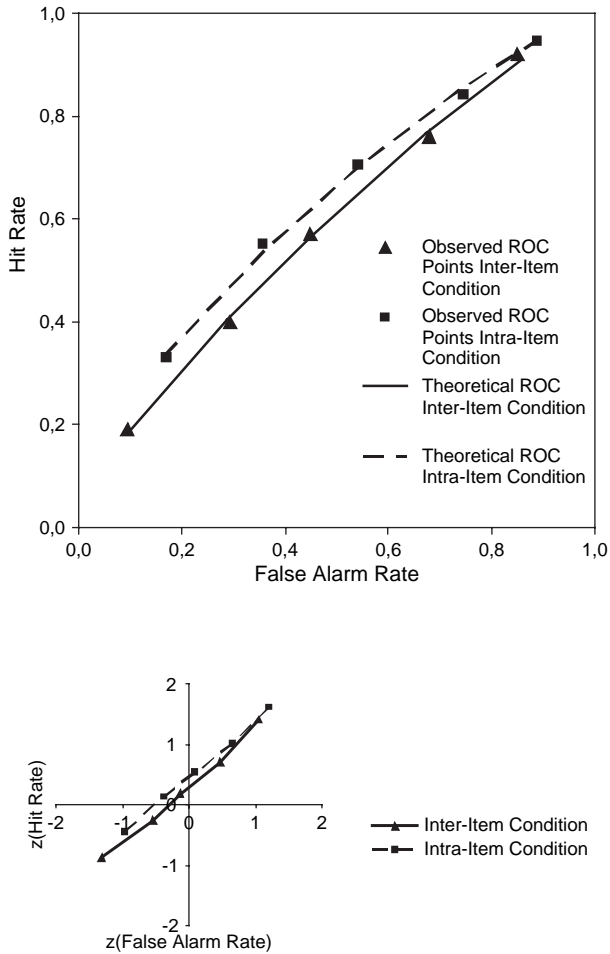 1,0
0,8
0,6
0,4
0,2
0,0
Hit Rate
0,0
0,2
0,4
0,6
0,8
1,0
False Alarm Rate
Observed ROC
Points Inter-Item
Condition
Observed ROC
Points Intra-Item
Condition
Theoretical ROC
Inter-Item Condition
Theoretical ROC
Intra-Item Condition
2
1
0
-1
-2
z(Hit Rate)
-2
-1
0
1
2
z(False Alarm Rate)
Inter-Item Condition
Intra-Item Condition